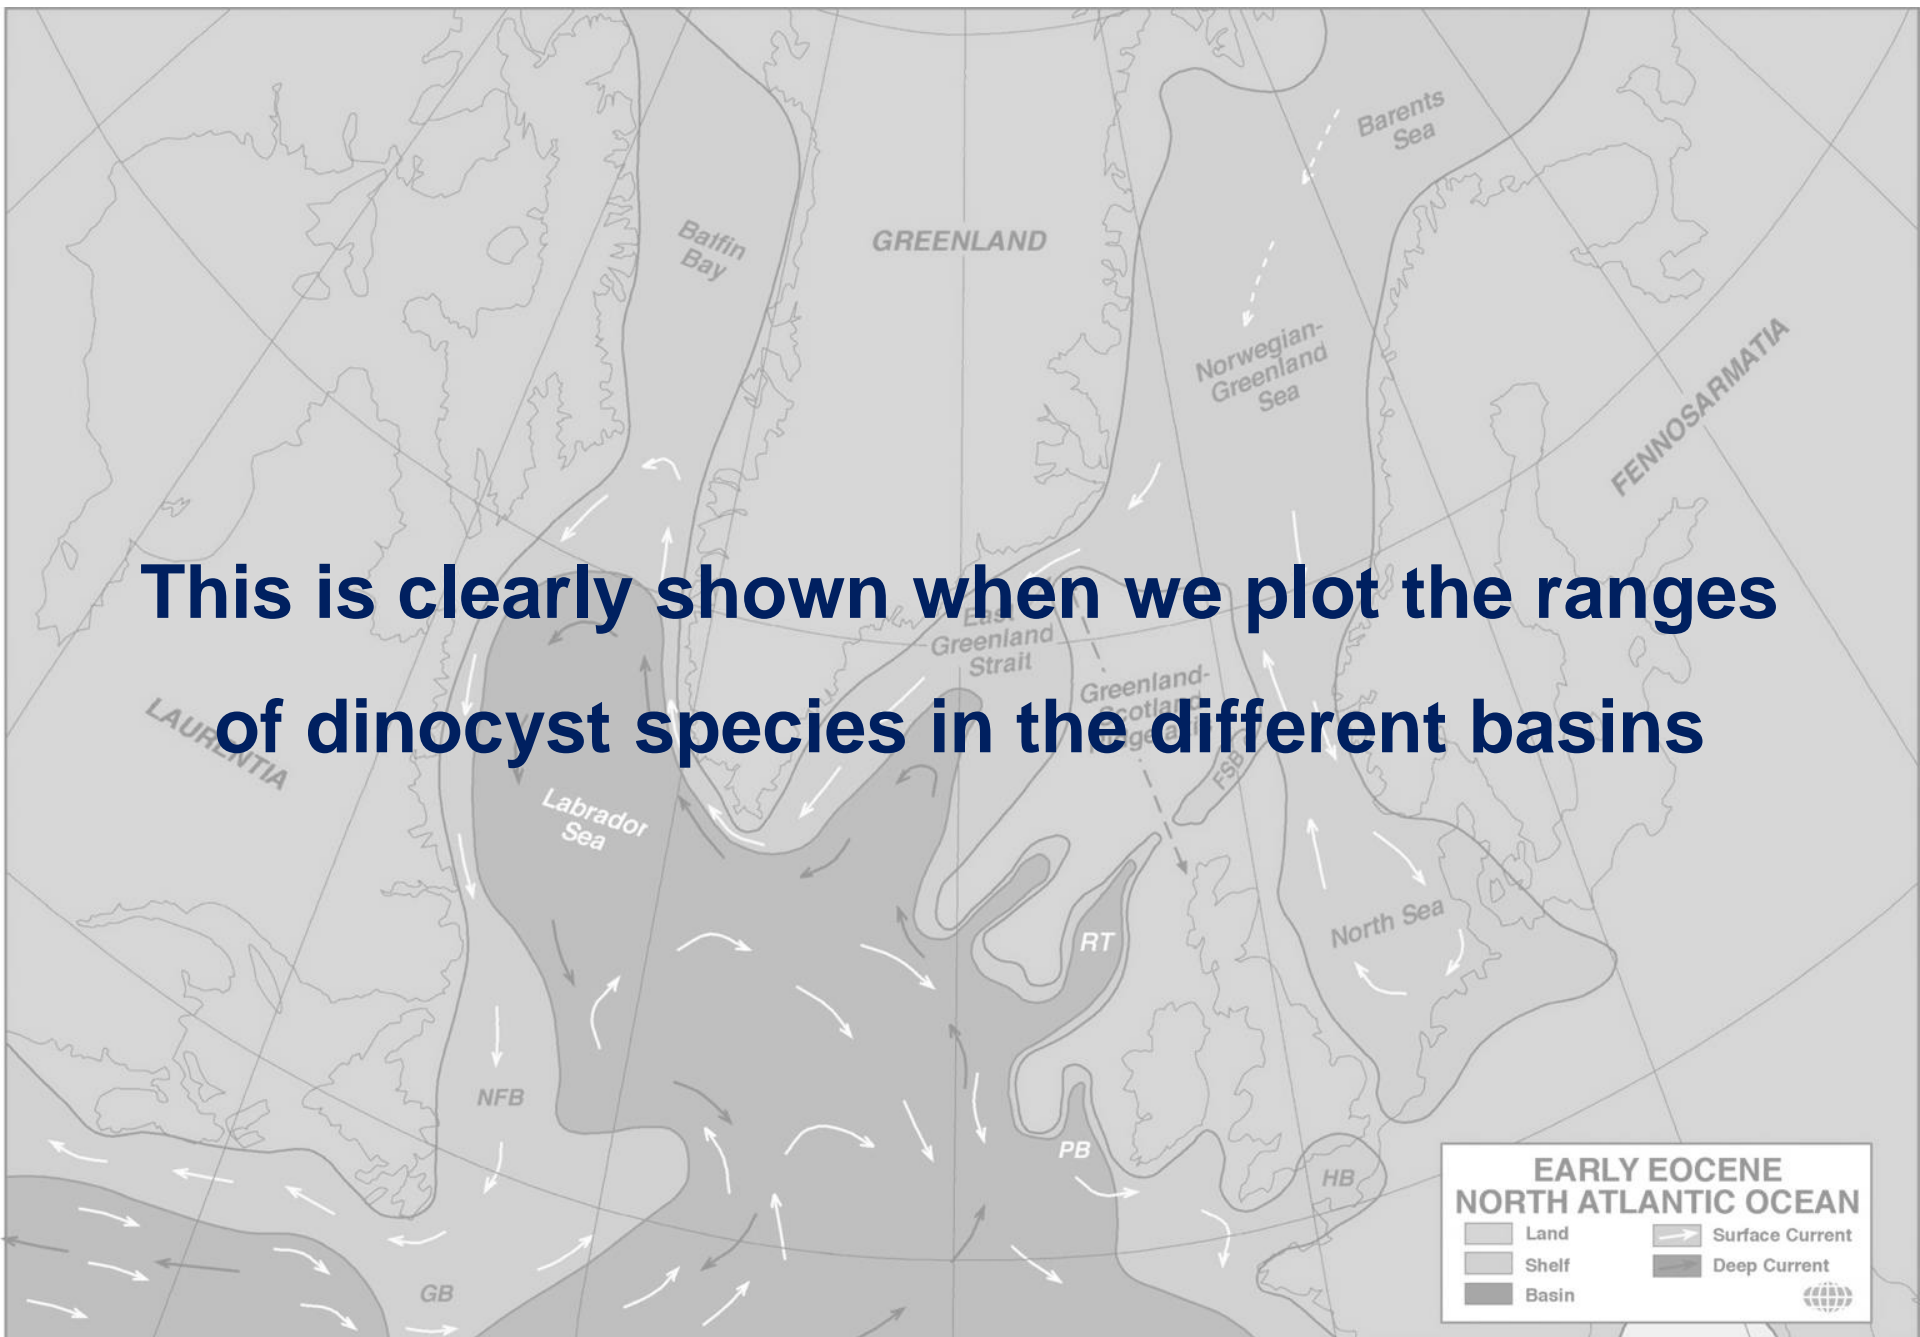 Barents
Sea
Baffin
Bay
GREENLAND
Norwegian-
Greenland
Sea
FENNOSARMATIA
This is clearly shown when we plot the ranges
East
Greenland
Strait
Greenland-
Scotland
LAURENTIA
of dinocyst species in the different basins
FSB
Labrador
Sea
North Sea
RT
NFB
PB
HB
GB
EARLY EOCENE
NORTH ATLANTIC OCEAN
Land
Surface Current
Shelf
Deep Current
Basin